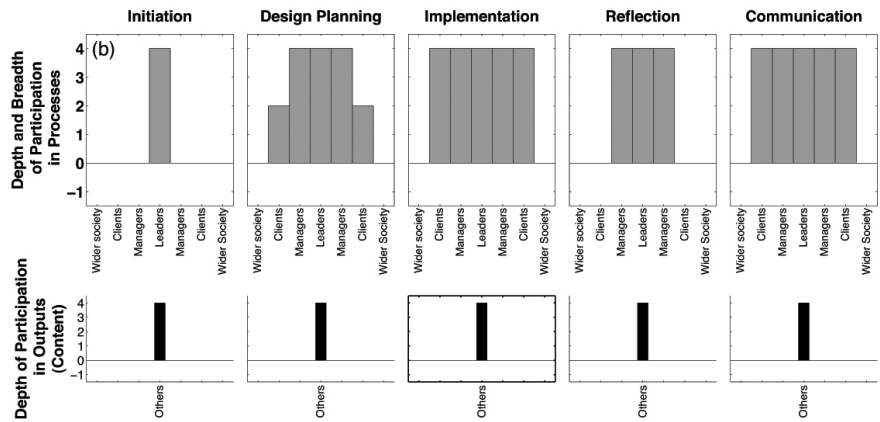 Initiation Design Planning Implementation Reflection Communication
Depth and Breadth
of Participation
in Processes
(b)
4
3
2
1
0
−1
Wider society Clients Managers Leaders Managers Clients Wider Society
Wider society Clients Managers Leaders Managers Clients Wider Society
Wider society Clients Managers Leaders Managers Clients Wider Society
Wider society Clients Managers Leaders Managers Clients Wider Society
Wider society Clients Managers Leaders Managers Clients Wider Society
Depth of Participation
in Outputs
(Content)
4
3
2
1
0
−1
Others Others Others Others Others